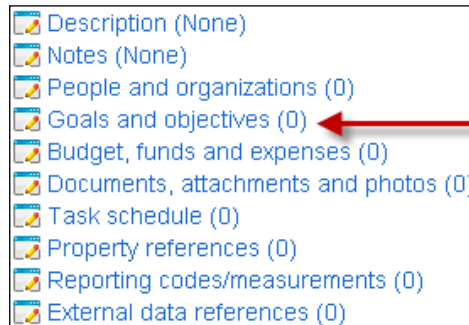 Description (None)
Notes (None)
People and organizations (0)
Goals and objectives (0)
Budget, funds and expenses (0)
Documents, attachments and photos (0)
Task schedule (0)
Property references (0)
Reporting codes/measurements (0)
External data references (0)